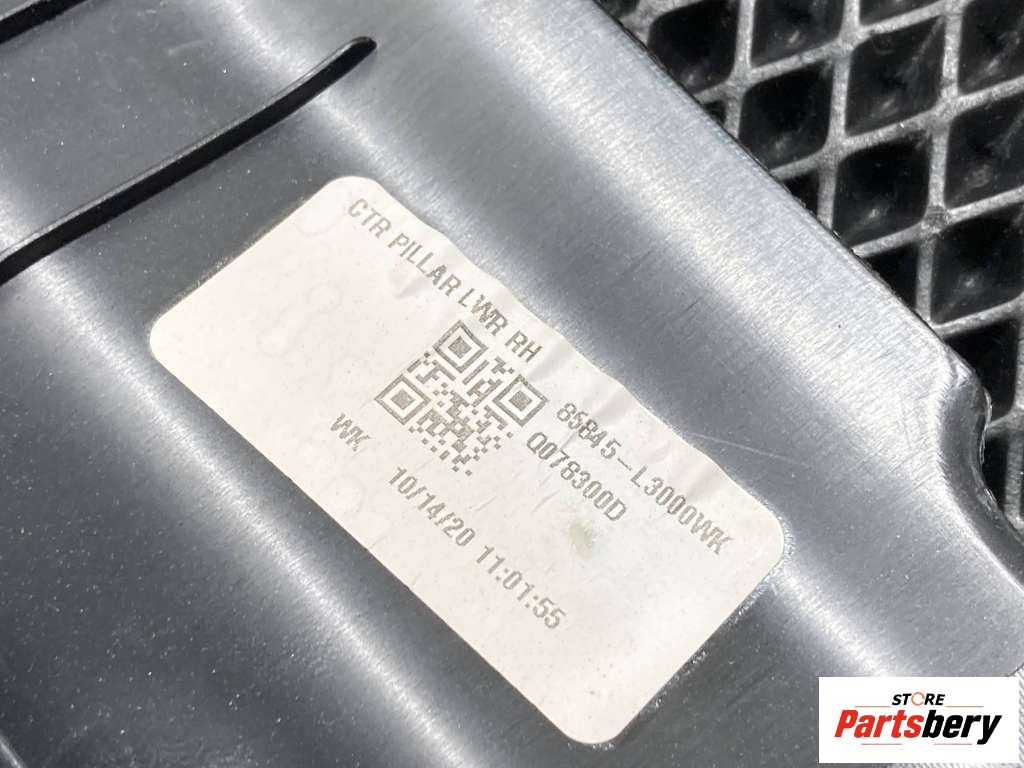 CTR PILLAR LWR RH
85845-L3000WK
Q078300D
WK
10/14/20 11:01:55
STORE
Partsbery